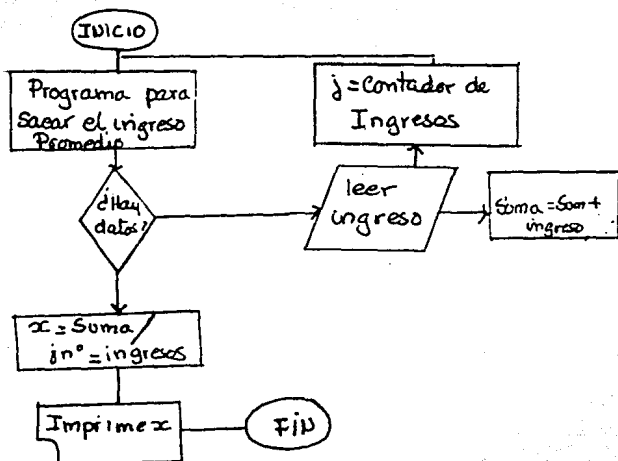 INICIO
Programa para
Sacar el ingreso
Promedio
j = Contador de
Ingresos
¿Hay
datos?
leer
ingreso
Suma = Som +
ingreso
x = Suma /
jn° = ingresos
Imprime x
FIN